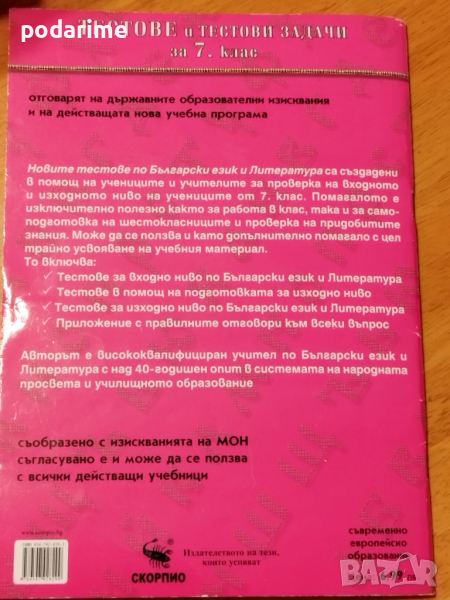 podarime
ТЕСТОВЕ и ТЕСТОВИ ЗАДАЧИ
за 7. клас
отговарят на държавните образователни изисквания
и на действащата нова учебна програма
Новите тестове по Български език и Литература са създадени
в помощ на учениците и учителите за проверка на входното
и изходното ниво на учениците от 7. клас. Помагалото е
изключително полезно както за работа в клас, така и за само-
подготовка на шестокласниците и проверка на придобитите
знания. Може да се ползва и като допълнително помагало с цел
трайно усвояване на учебния материал.
То включва:
✓ Тестове за входно ниво по Български език и Литература
✓ Тестове в помощ на подготовката за изходно ниво
✓ Тестове за изходно ниво по Български език и Литература
✓ Приложение с правилните отговори към всеки въпрос
Авторът е висококвалифициран учител по Български език и
Литература с над 40-годишен опит в системата на народната
просвета и училищното образование
съобразено с изискванията на МОН
съгласувано е и може да се ползва
с всички действащи учебници
СКОРПИО
Издателството на тези,
които успяват
съвременно
европейско
образование
BAZAR